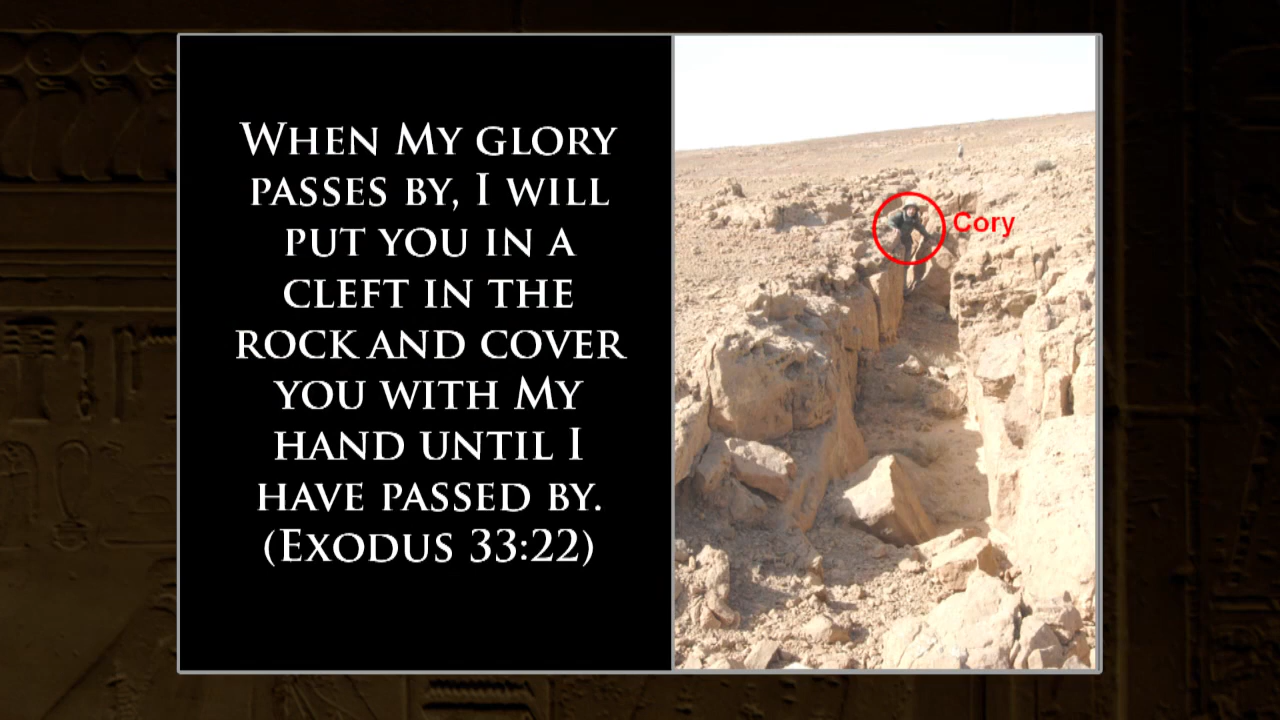 When My glory
passes by, I will
put you in a
cleft in the
rock and cover
you with My
hand until I
have passed by.
(Exodus 33:22)
Cory